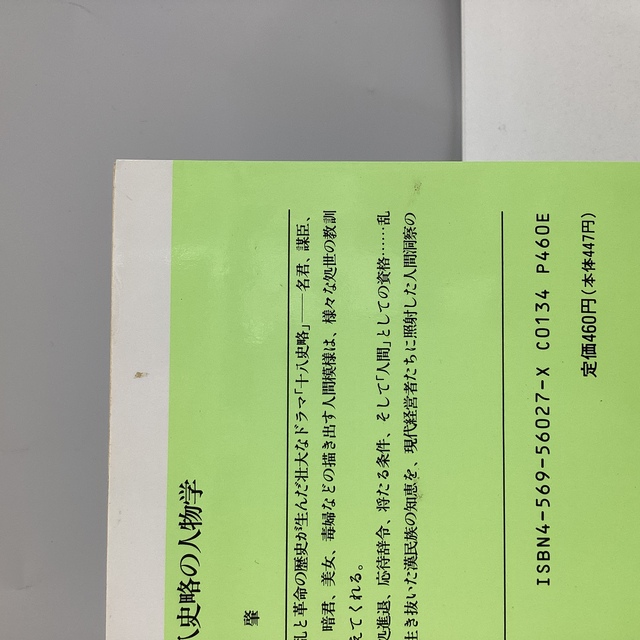 八史略の人物学
肇
乱と革命の歴史が生んだ壮大なドラマ「十八史略」──名君、謀臣、
暗君、美女、毒婦などの描き出す人間模様は、様々な処世の教訓
えてくれる。
処進退、応待辞令、将たる条件、そして「人間」としての資格……乱
生き抜いた漢民族の知恵を、現代経営者たちに照射した人間洞察の
ISBN4-569-56027-X C0134 P460E
定価460円(本体447円)